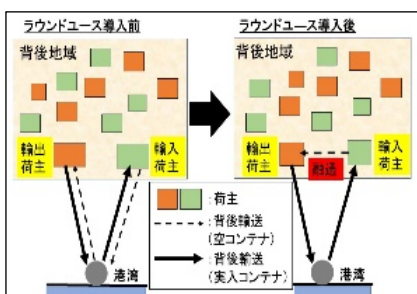 ラウンドユース導入前
ラウンドユース導入後
背後地域
背後地域
輸出
荷主
輸入
荷主
輸出
荷主
輸入
荷主
:荷主
:背後輸送
(空コンテナ)
:背後輸送
(実入コンテナ)
港湾
港湾